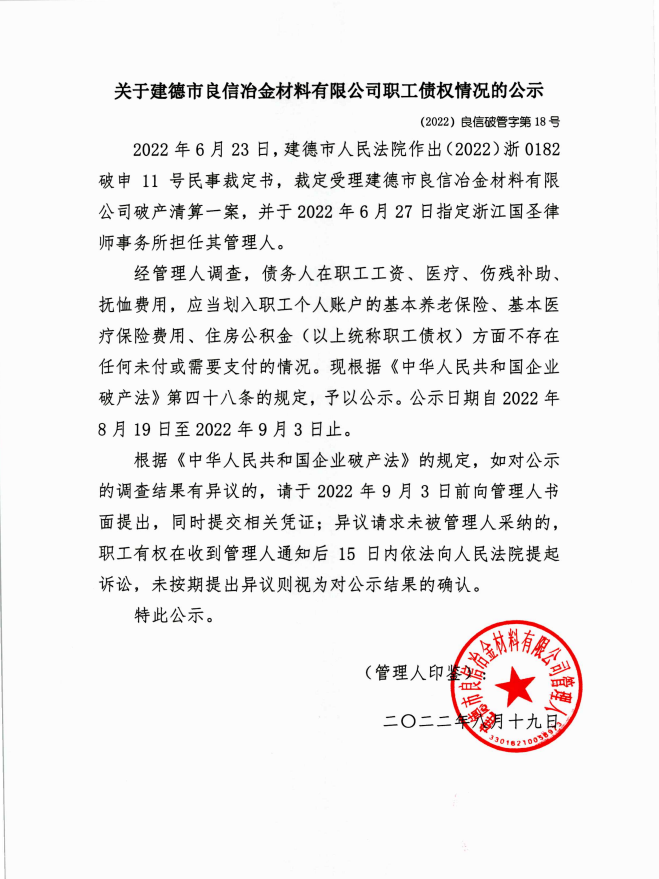 关于建德市良信冶金材料有限公司职工债权情况的公示
（2022）良信破管字第 18 号
2022 年 6 月 23 日，建德市人民法院作出（2022）浙 0182
破申 11 号民事裁定书，裁定受理建德市良信冶金材料有限
公司破产清算一案，并于 2022 年 6 月 27 日指定浙江国圣律
师事务所担任其管理人。
经管理人调查，债务人在职工工资、医疗、伤残补助、
抚恤费用，应当划入职工个人账户的基本养老保险、基本医
疗保险费用、住房公积金（以上统称职工债权）方面不存在
任何未付或需要支付的情况。现根据《中华人民共和国企业
破产法》第四十八条的规定，予以公示。公示日期自 2022 年
8 月 19 日至 2022 年 9 月 3 日止。
根据《中华人民共和国企业破产法》的规定，如对公示
的调查结果有异议的，请于 2022 年 9 月 3 日前向管理人书
面提出，同时提交相关凭证；异议请求未被管理人采纳的，
职工有权在收到管理人通知后 15 日内依法向人民法院提起
诉讼，未按期提出异议则视为对公示结果的确认。
特此公示。
（管理人印鉴）：
二〇二二年八月十九日
建德市良信冶金材料有限公司管理人